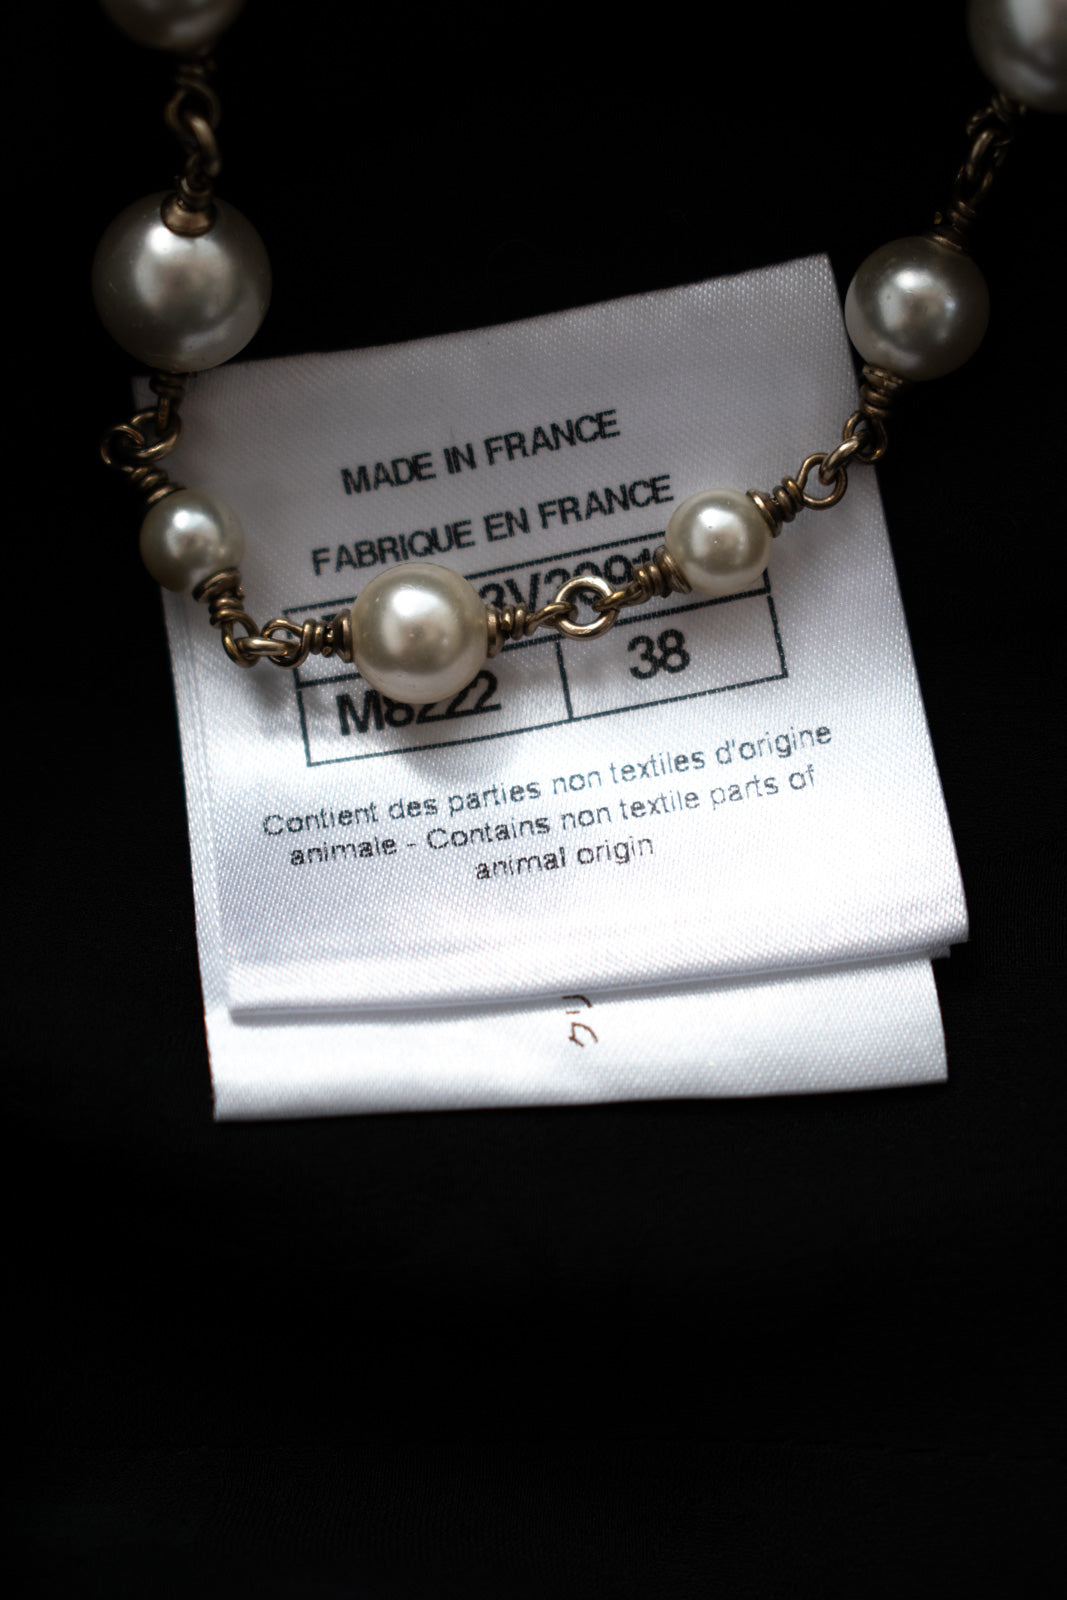 MADE IN FRANCE
FABRIQUE EN FRANCE
M8222
38
Contient des parties non textiles d'origine
animale - Contains non textile parts of
animal origin